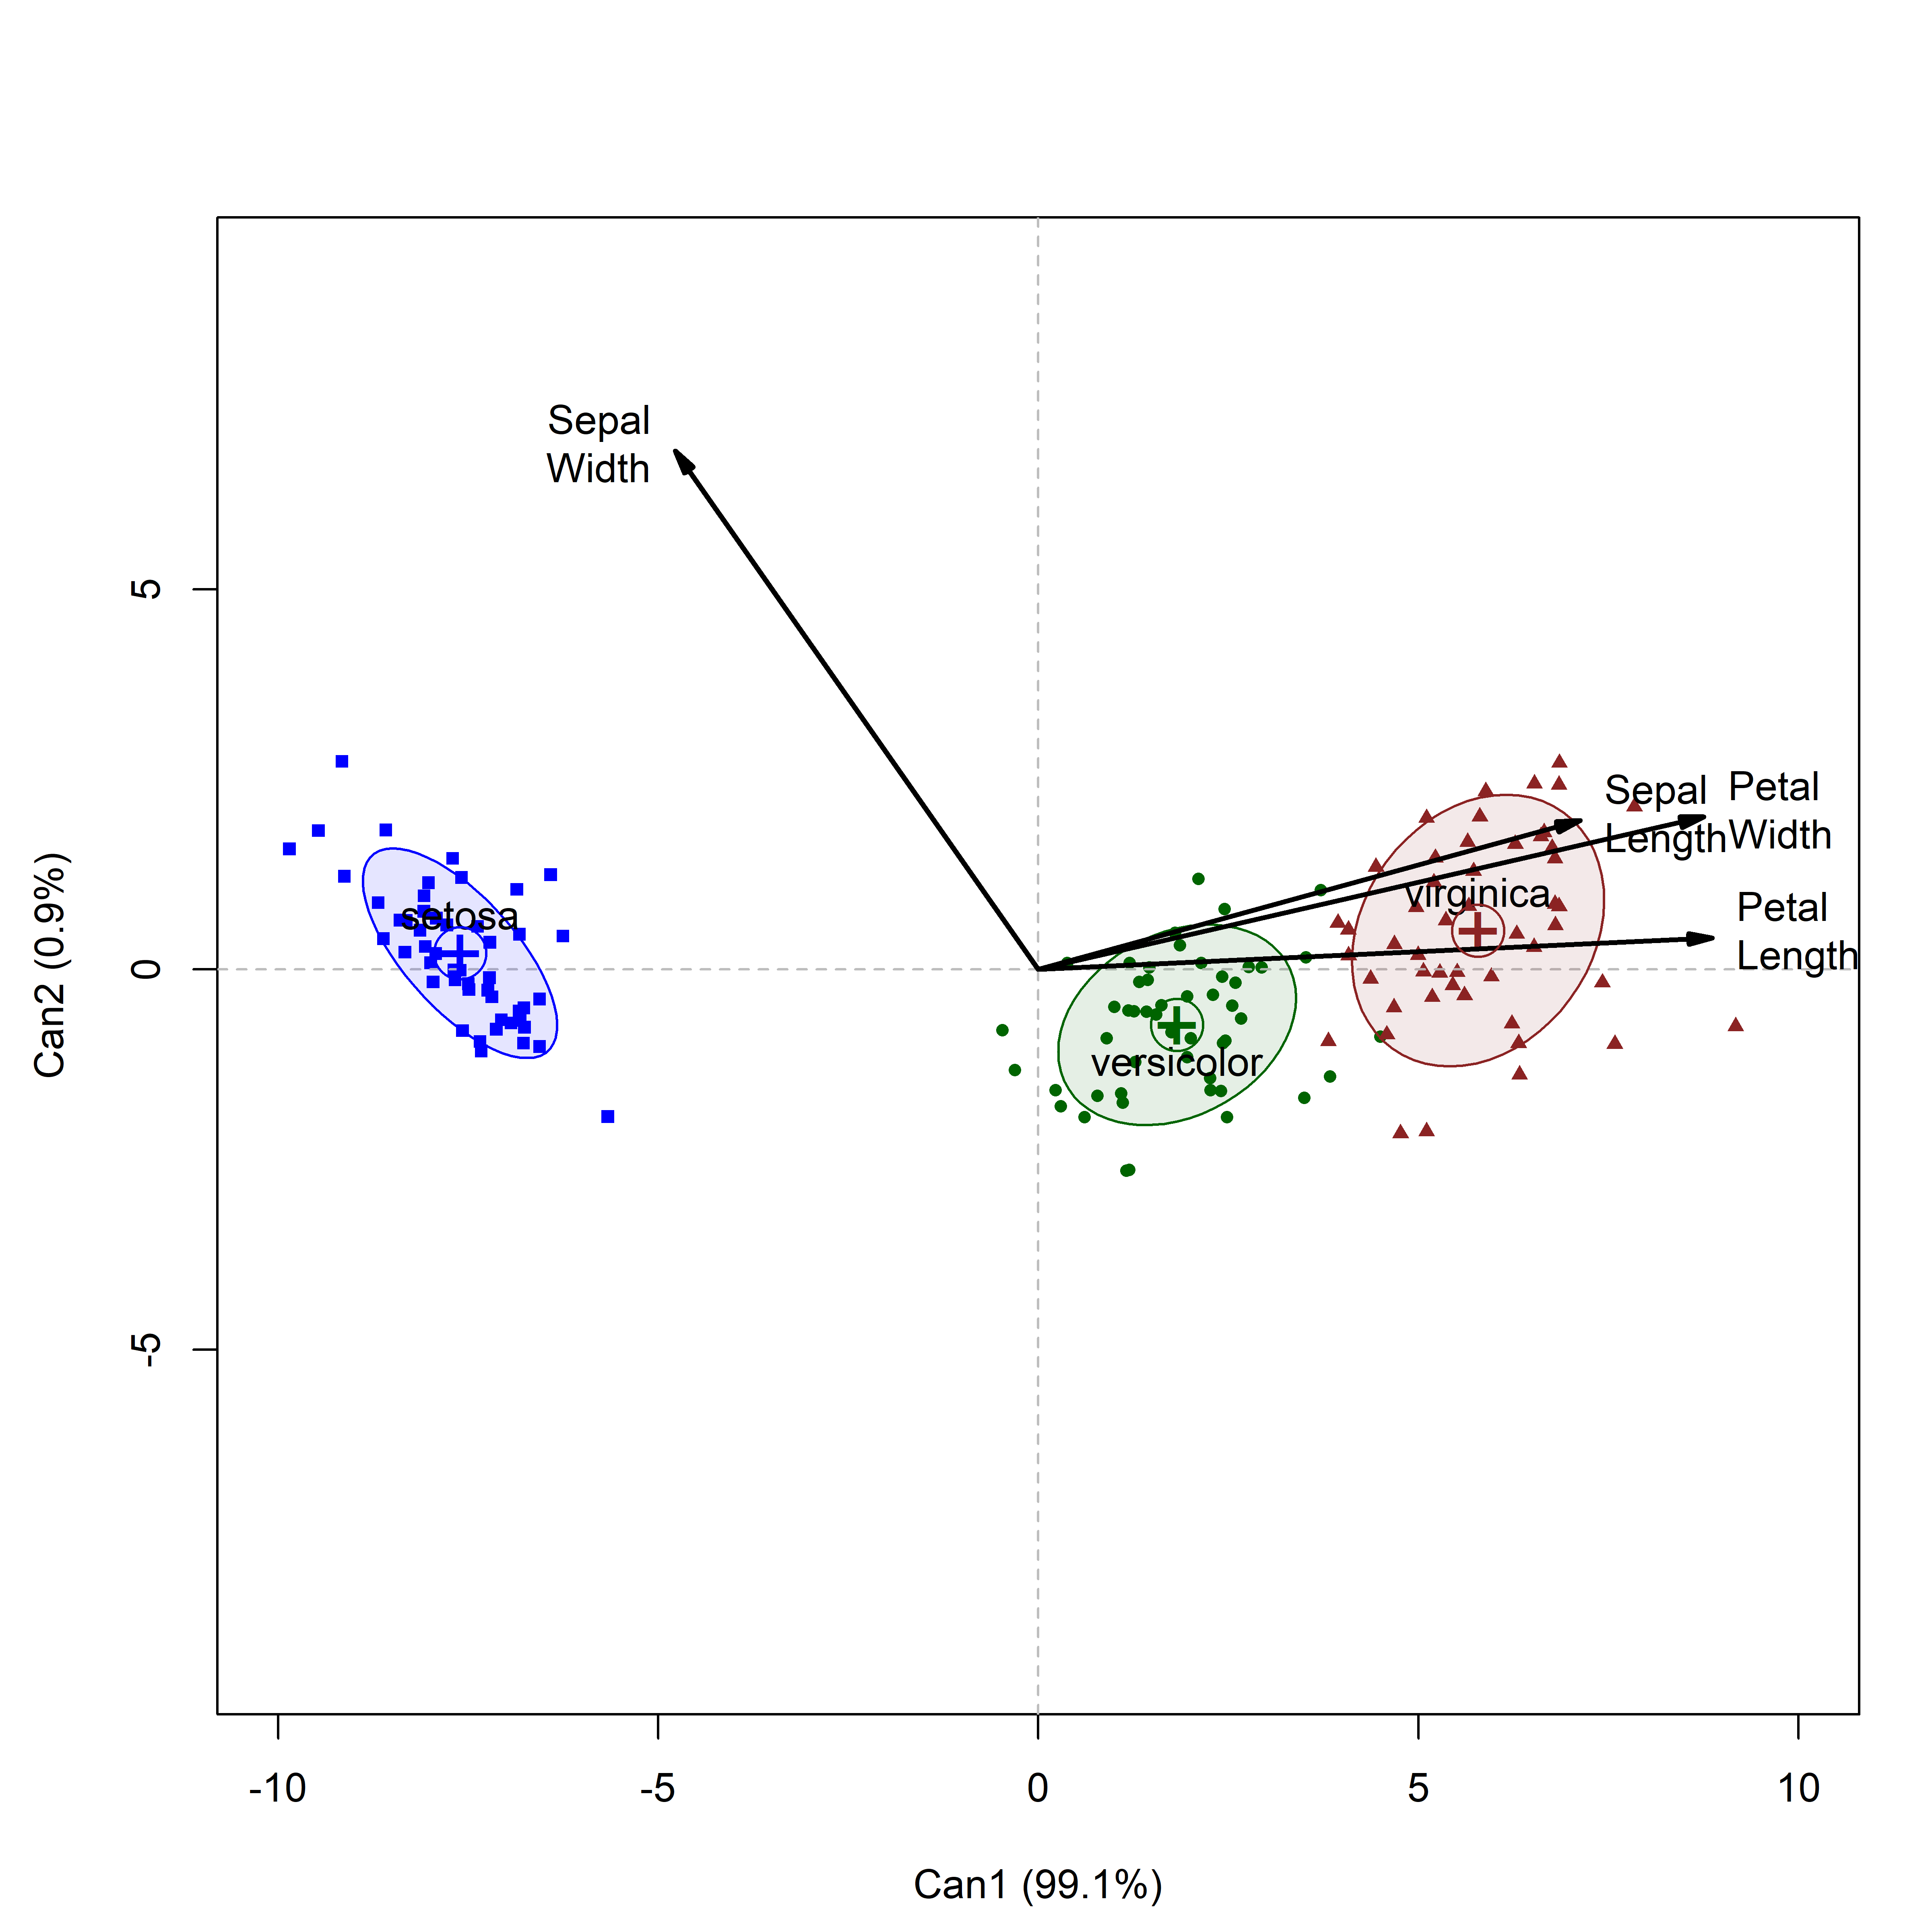 Sepal
Width
5
Sepal
Length
Petal
Width
virginica
setosa
Petal
Length
0
versicolor
-5
-10
-5
0
5
10
Can1 (99.1%)
Can2 (0.9%)